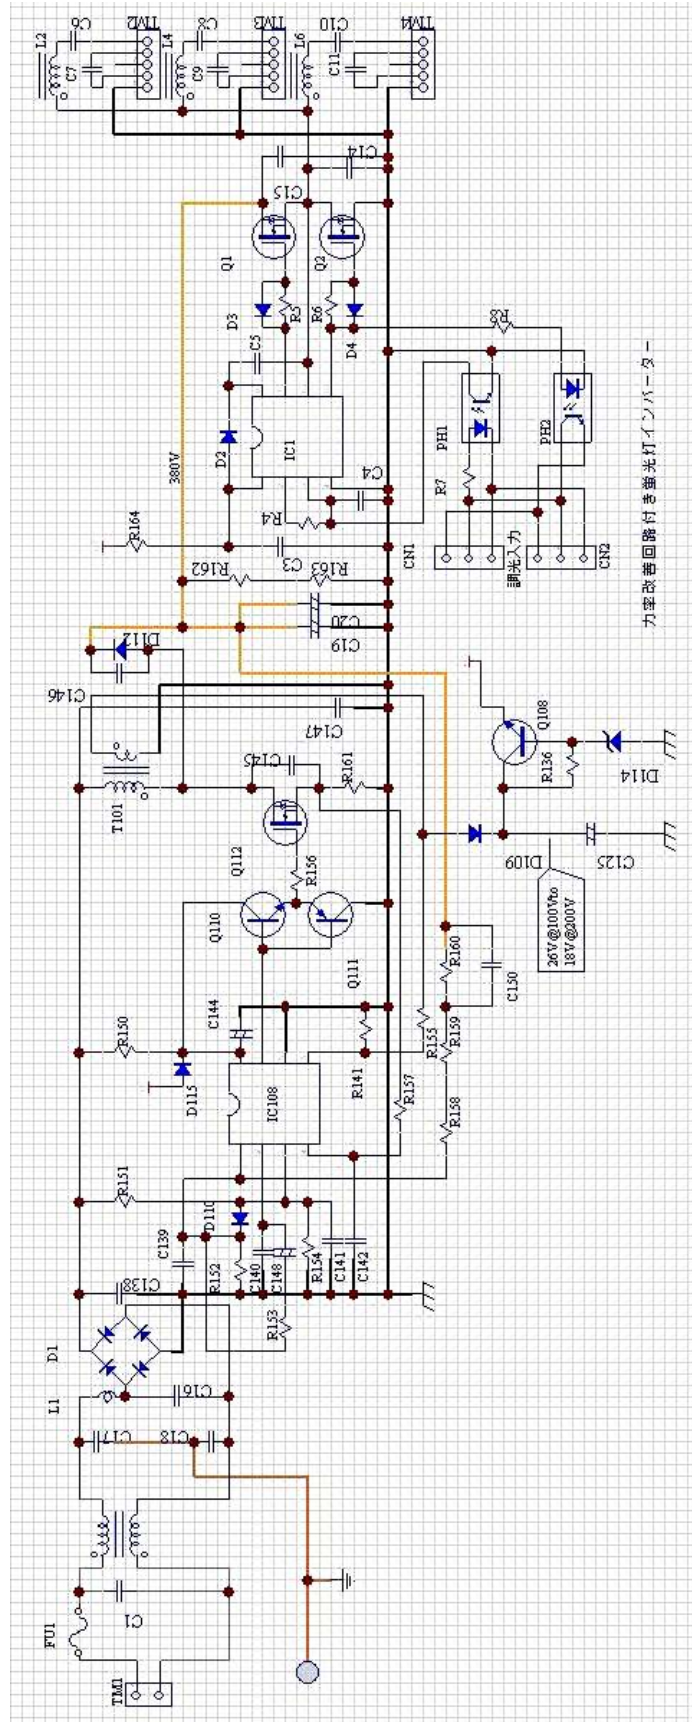 TM2
C6
L2
C7
TM3
C8
L4
C9
TM4
C10
L6
C11
C14
C15
Q1
Q2
D3
R5
R6
D4
R8
C5
D2
IC1
PH1
PH2
380V
C4
R4
R7
R164
C3
CN1
調光入力
CN2
R162
R163
力率改善回路付き蛍光灯インバーター
C20
C19
D112
C146
C147
Q108
R136
D114
T101
C145
R161
Q112
R156
D109
C125
26V@100Vto
18V@200V
Q110
Q111
R160
C150
R150
C144
R155
R159
D115
IC108
R141
R157
R158
R151
D110
C139
R152
C140
C148
R154
C141
C142
C138
R153
D1
L1
C16
C17
C18
C1
FU1
TM1